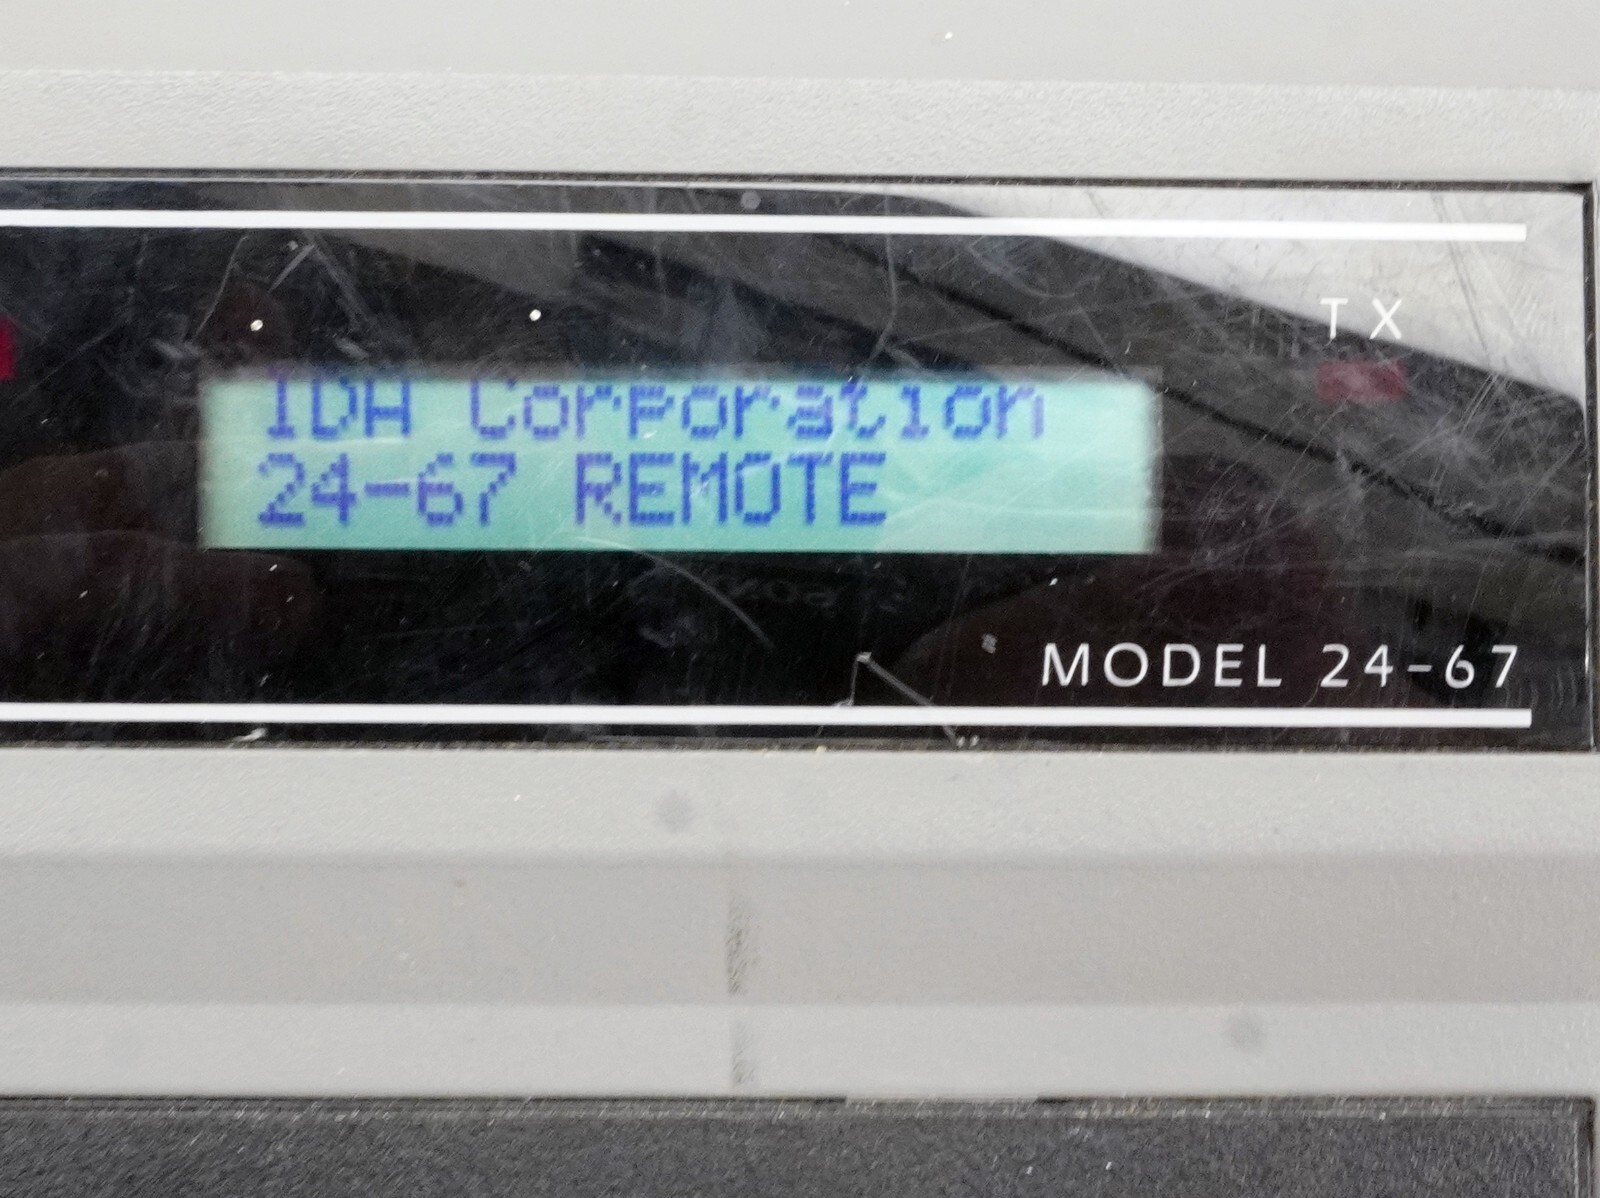 TX
IDA Corporation
24-67 REMOTE
MODEL 24-67